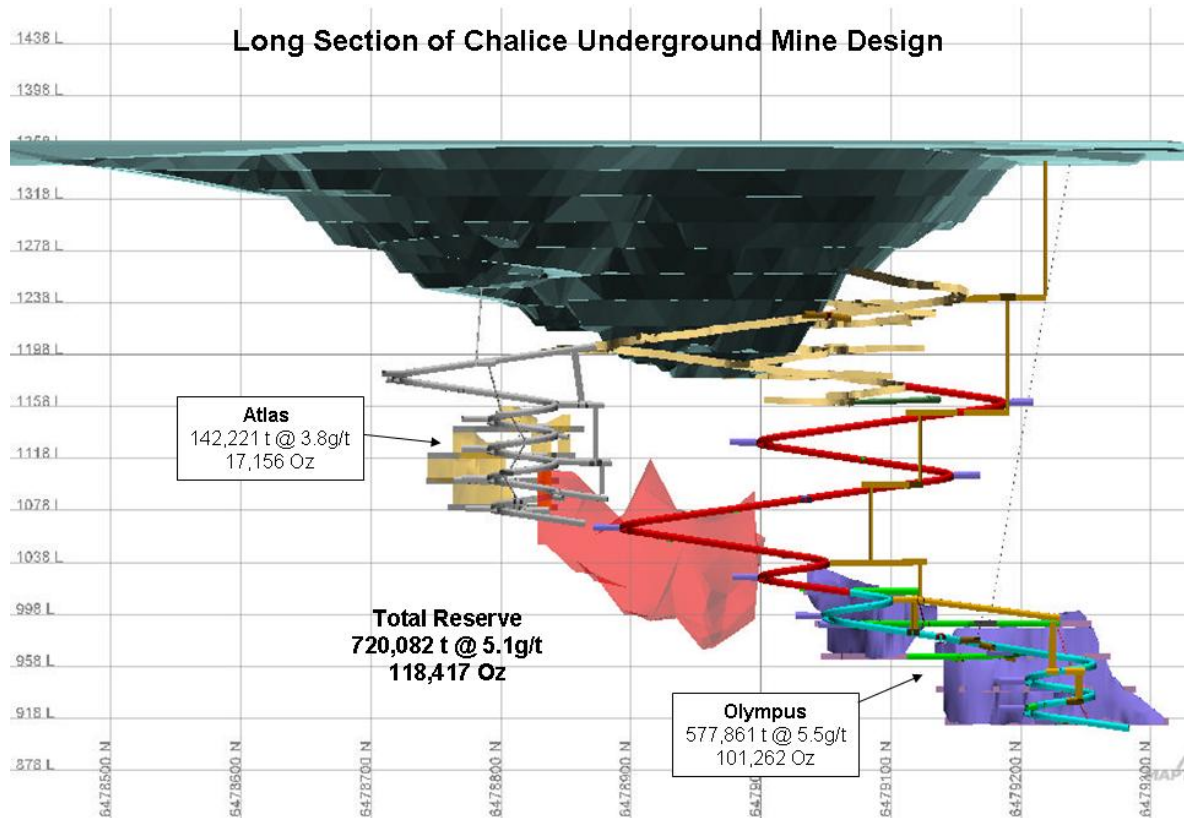 Long Section of Chalice Underground Mine Design
1438 L
1398 L
1358 L
1318 L
1278 L
1238 L
1198 L
1158 L
1118 L
1078 L
1038 L
998 L
958 L
918 L
878 L
Atlas
142,221 t @ 3.8g/t
17,156 Oz
Total Reserve
720,082 t @ 5.1g/t
118,417 Oz
Olympus
577,861 t @ 5.5g/t
101,262 Oz
6478500 N
6478600 N
6478700 N
6478800 N
6478900 N
6479100 N
6479200 N
6479300 N